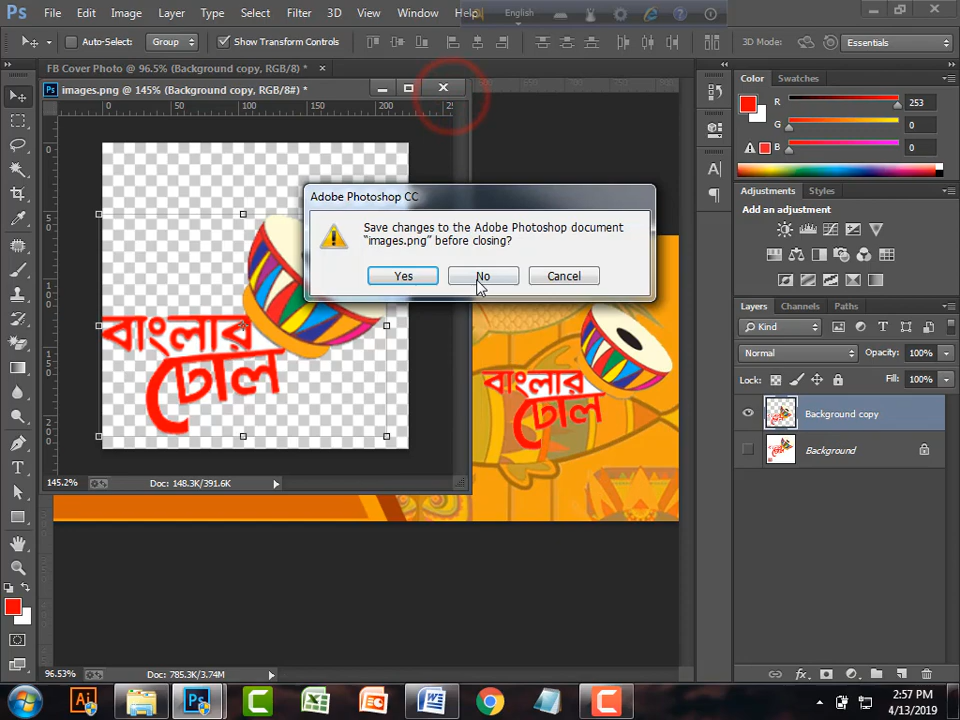 Ps File Edit Image Layer Type Select Filter 3D View Window Help English
Auto-Select: Group Show Transform Controls 3D Mode: Essentials
FB Cover Photo @ 96.5% (Background copy, RGB/8) * ×
images.png @ 145% (Background copy, RGB/8#) *
0 50 100 150 200
Color Swatches
R 253
G 0
B 0
Adjustments Styles
Add an adjustment
Adobe Photoshop CC
Save changes to the Adobe Photoshop document
“images.png” before closing?
Yes No Cancel
Layers Channels Paths
Kind
Normal Opacity: 100%
Lock: Fill: 100%
Background copy
Background
বাংলার
ঢোল
বাংলার
ঢোল
145.2% Doc: 148.3K/391.6K
96.53% Doc: 785.3K/3.74M
2:57 PM
4/13/2019